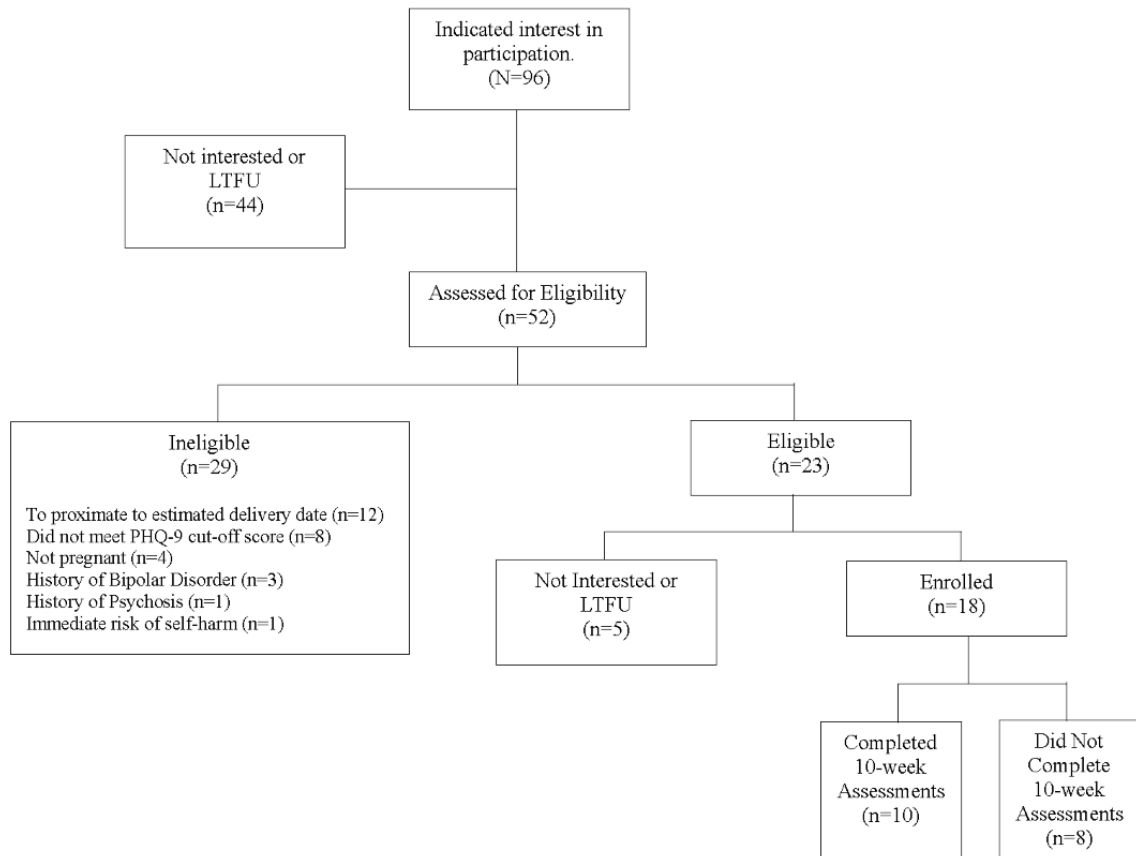 Indicated interest in
participation.
(N=96)
Not interested or
LTFU
(n=44)
Assessed for Eligibility
(n=52)
Ineligible
(n=29)
To proximate to estimated delivery date (n=12)
Did not meet PHQ-9 cut-off score (n=8)
Not pregnant (n=4)
History of Bipolar Disorder (n=3)
History of Psychosis (n=1)
Immediate risk of self-harm (n=1)
Eligible
(n=23)
Not Interested or
LTFU
(n=5)
Enrolled
(n=18)
Completed
10-week
Assessments
(n=10)
Did Not
Complete
10-week
Assessments
(n=8)